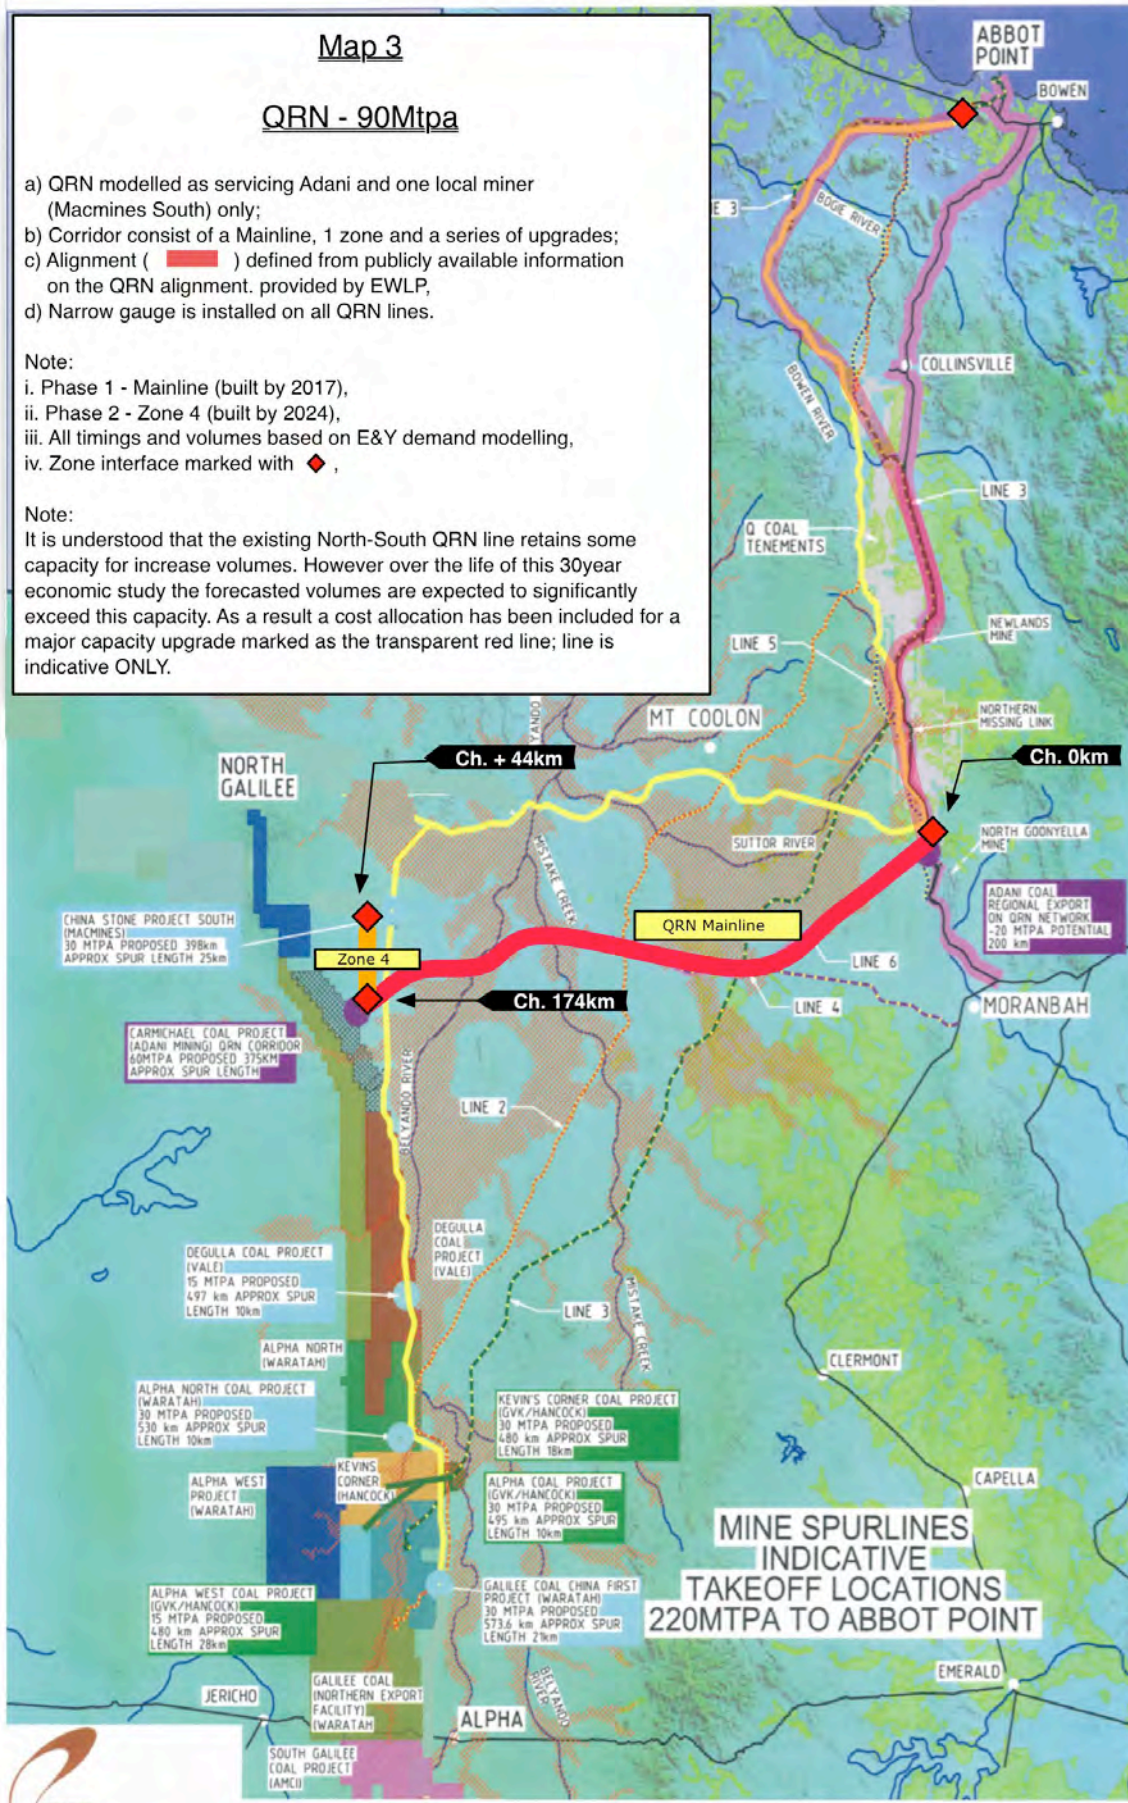 Map 3
QRN - 90Mtpa
a) QRN modelled as servicing Adani and one local miner
(Macmines South) only;
b) Corridor consist of a Mainline, 1 zone and a series of upgrades;
c) Alignment ( ) defined from publicly available information
on the QRN alignment. provided by EWLP,
d) Narrow gauge is installed on all QRN lines.
Note:
i. Phase 1 - Mainline (built by 2017),
ii. Phase 2 - Zone 4 (built by 2024),
iii. All timings and volumes based on E&Y demand modelling,
iv. Zone interface marked with ,
Note:
It is understood that the existing North-South QRN line retains some
capacity for increase volumes. However over the life of this 30year
economic study the forecasted volumes are expected to significantly
exceed this capacity. As a result a cost allocation has been included for a
major capacity upgrade marked as the transparent red line; line is
indicative ONLY.
ABBOT
POINT
BOWEN
E 3
BOGIE RIVER
COLLINSVILLE
BOWEN RIVER
LINE 3
Q COAL
TENEMENTS
NEWLANDS
MINE
LINE 5
NORTHERN
MISSING LINK
YANDO
MT COOLON
Ch. + 44km
Ch. 0km
NORTH
GALILEE
SUTTOR RIVER
NORTH GOONYELLA
MINE
MISTAKE CREEK
ADANI COAL
REGIONAL EXPORT
ON QRN NETWORK
-20 MTPA POTENTIAL
200 km
CHINA STONE PROJECT SOUTH
(MACMINES)
30 MTPA PROPOSED 398km
APPROX SPUR LENGTH 25km
QRN Mainline
Zone 4
LINE 6
Ch. 174km
LINE 4
MORANBAH
CARMICHAEL COAL PROJECT
(ADANI MINING) QRN CORRIDOR
60MTPA PROPOSED 375KM
APPROX SPUR LENGTH
BELYANDO RIVER
LINE 2
DEGULLA
COAL
PROJECT
(VALE)
DEGULLA COAL PROJECT
(VALE)
15 MTPA PROPOSED
497 km APPROX SPUR
LENGTH 10km
LINE 3
MISTAKE CREEK
ALPHA NORTH
(WARATAH)
CLERMONT
ALPHA NORTH COAL PROJECT
(WARATAH)
30 MTPA PROPOSED
530 km APPROX SPUR
LENGTH 10km
KEVIN'S CORNER COAL PROJECT
(GVK/HANCOCK)
30 MTPA PROPOSED
480 km APPROX SPUR
LENGTH 18km
KEVINS
CORNER
(HANCOCK)
ALPHA WEST
PROJECT
(WARATAH)
ALPHA COAL PROJECT
(GVK/HANCOCK)
30 MTPA PROPOSED
495 km APPROX SPUR
LENGTH 10km
CAPELLA
MINE SPURLINES
INDICATIVE
TAKEOFF LOCATIONS
220MTPA TO ABBOT POINT
ALPHA WEST COAL PROJECT
(GVK/HANCOCK)
15 MTPA PROPOSED
480 km APPROX SPUR
LENGTH 28km
GALILEE COAL CHINA FIRST
PROJECT (WARATAH)
30 MTPA PROPOSED
573.6 km APPROX SPUR
LENGTH 21km
EMERALD
JERICHO
GALILEE COAL
(NORTHERN EXPORT
FACILITY)
(WARATAH
BELYANDO
RIVER
ALPHA
SOUTH GALILEE
COAL PROJECT
(AMCI)